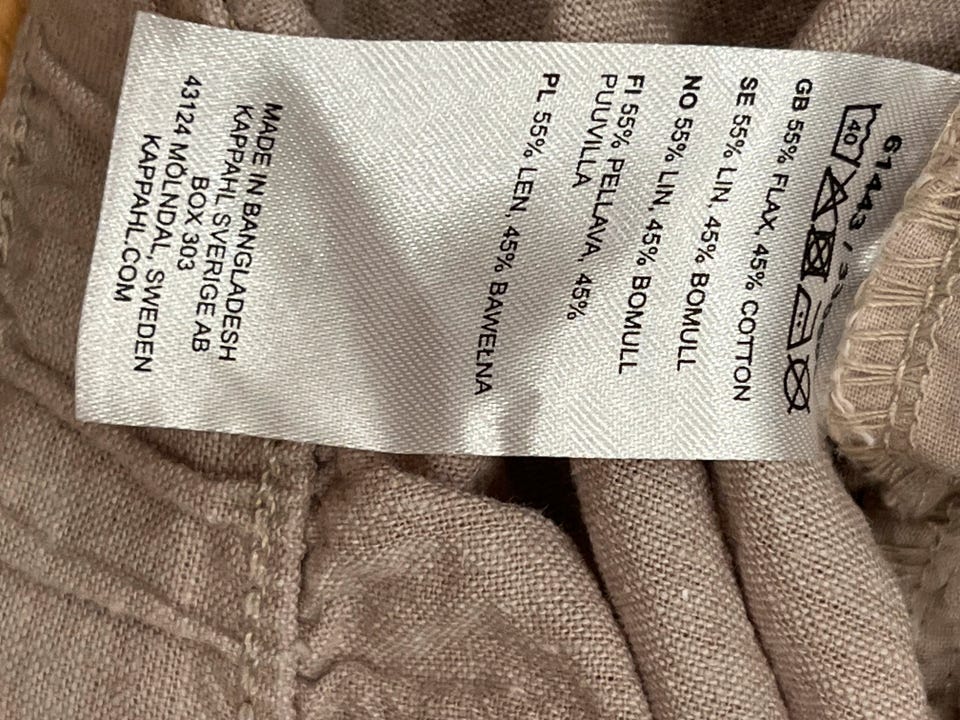 61443 /
40
GB 55% FLAX, 45% COTTON
SE 55% LIN, 45% BOMULL
NO 55% LIN, 45% BOMULL
FI 55% PELLAVA, 45%
PUUVILLA
PL 55% LEN, 45% BAWEŁNA
MADE IN BANGLADESH
KAPPAHL SVERIGE AB
BOX 303
43124 MÖLNDAL, SWEDEN
KAPPAHL.COM